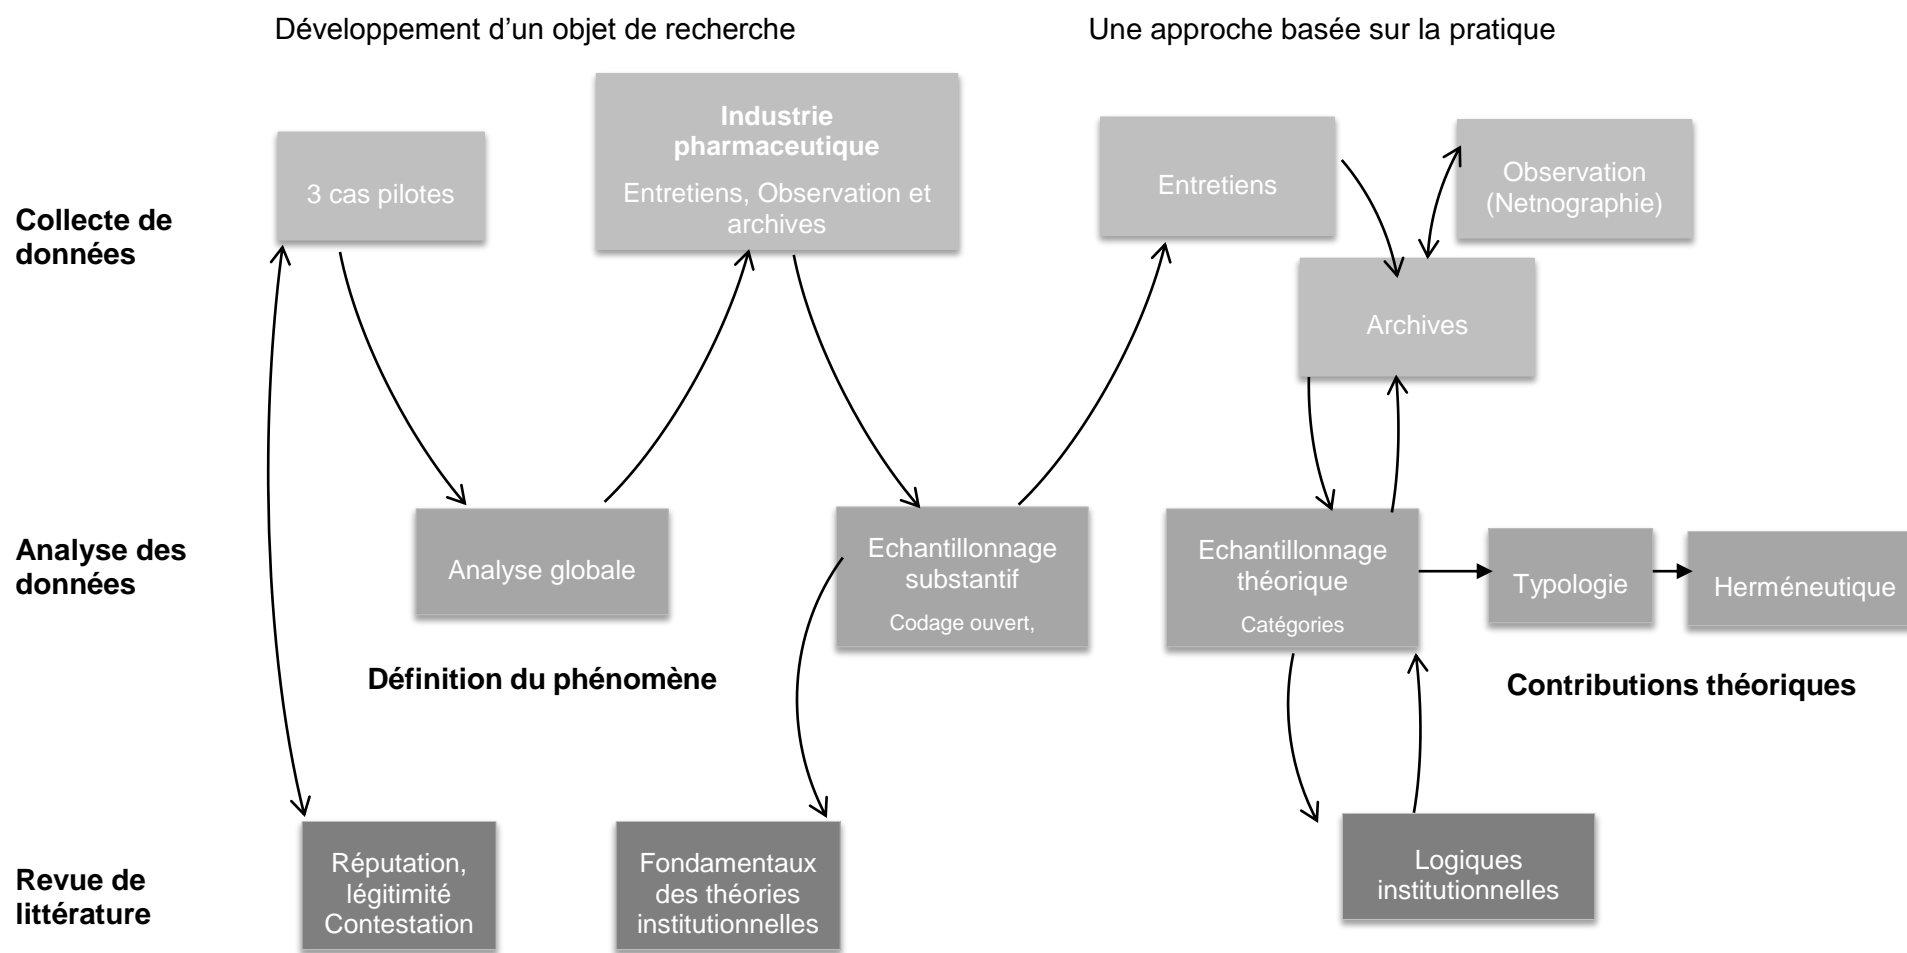 Développement d’un objet de recherche
Une approche basée sur la pratique
Collecte de
données
3 cas pilotes
Industrie
pharmaceutique
Entretiens, Observation et
archives
Entretiens
Observation
(Netnographie)
Archives
Analyse des
données
Analyse globale
Echantillonnage
substantif
Codage ouvert,
Echantillonnage
théorique
Catégories
Typologie
Herméneutique
Définition du phénomène
Contributions théoriques
Revue de
littérature
Réputation,
légitimité
Contestation
Fondamentaux
des théories
institutionnelles
Logiques
institutionnelles